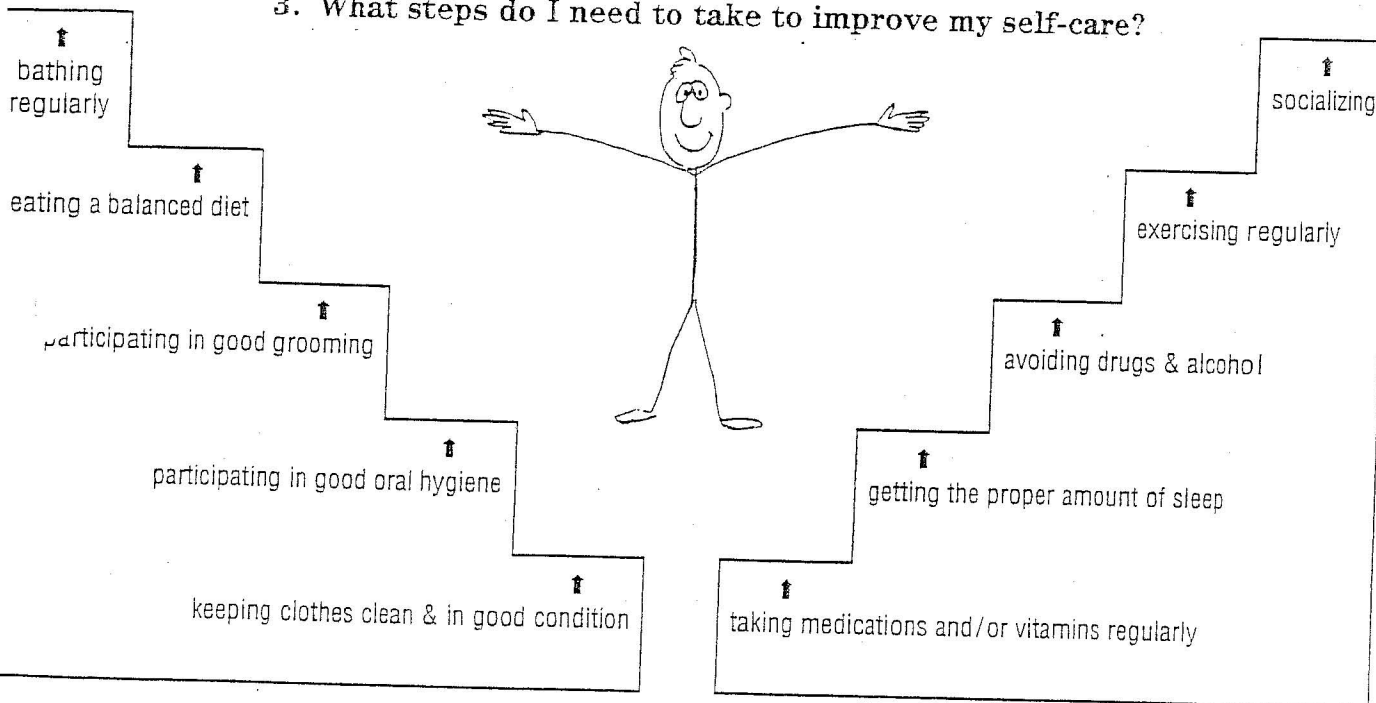 3. What steps do I need to take to improve my self-care?
bathing
regularly
eating a balanced diet
participating in good grooming
participating in good oral hygiene
keeping clothes clean & in good condition
socializing
exercising regularly
avoiding drugs & alcohol
getting the proper amount of sleep
taking medications and/or vitamins regularly